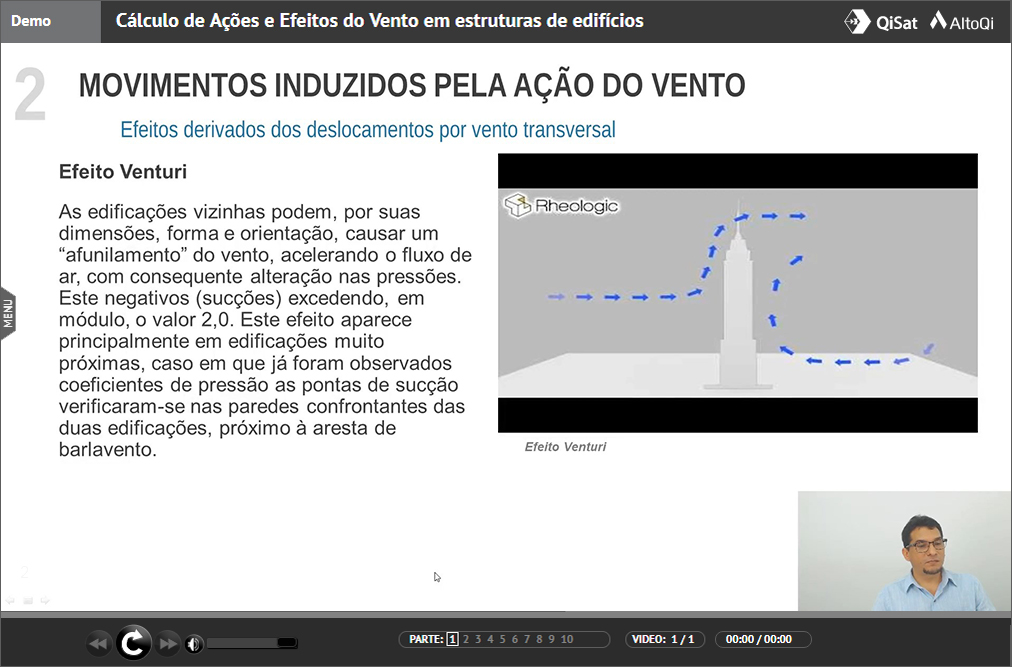 Demo
Cálculo de Ações e Efeitos do Vento em estruturas de edifícios
QiSat
AltoQi
2
MOVIMENTOS INDUZIDOS PELA AÇÃO DO VENTO
Efeitos derivados dos deslocamentos por vento transversal
Efeito Venturi
As edificações vizinhas podem, por suas
dimensões, forma e orientação, causar um
“afunilamento” do vento, acelerando o fluxo de
ar, com consequente alteração nas pressões.
Este negativos (sucções) excedendo, em
módulo, o valor 2,0. Este efeito aparece
principalmente em edificações muito
próximas, caso em que já foram observados
coeficientes de pressão as pontas de sucção
verificaram-se nas paredes confrontantes das
duas edificações, próximo à aresta de
barlavento.
Rheologic
Efeito Venturi
MENU
2
PARTE: 1 2 3 4 5 6 7 8 9 10
VIDEO: 1 / 1
00:00 / 00:00